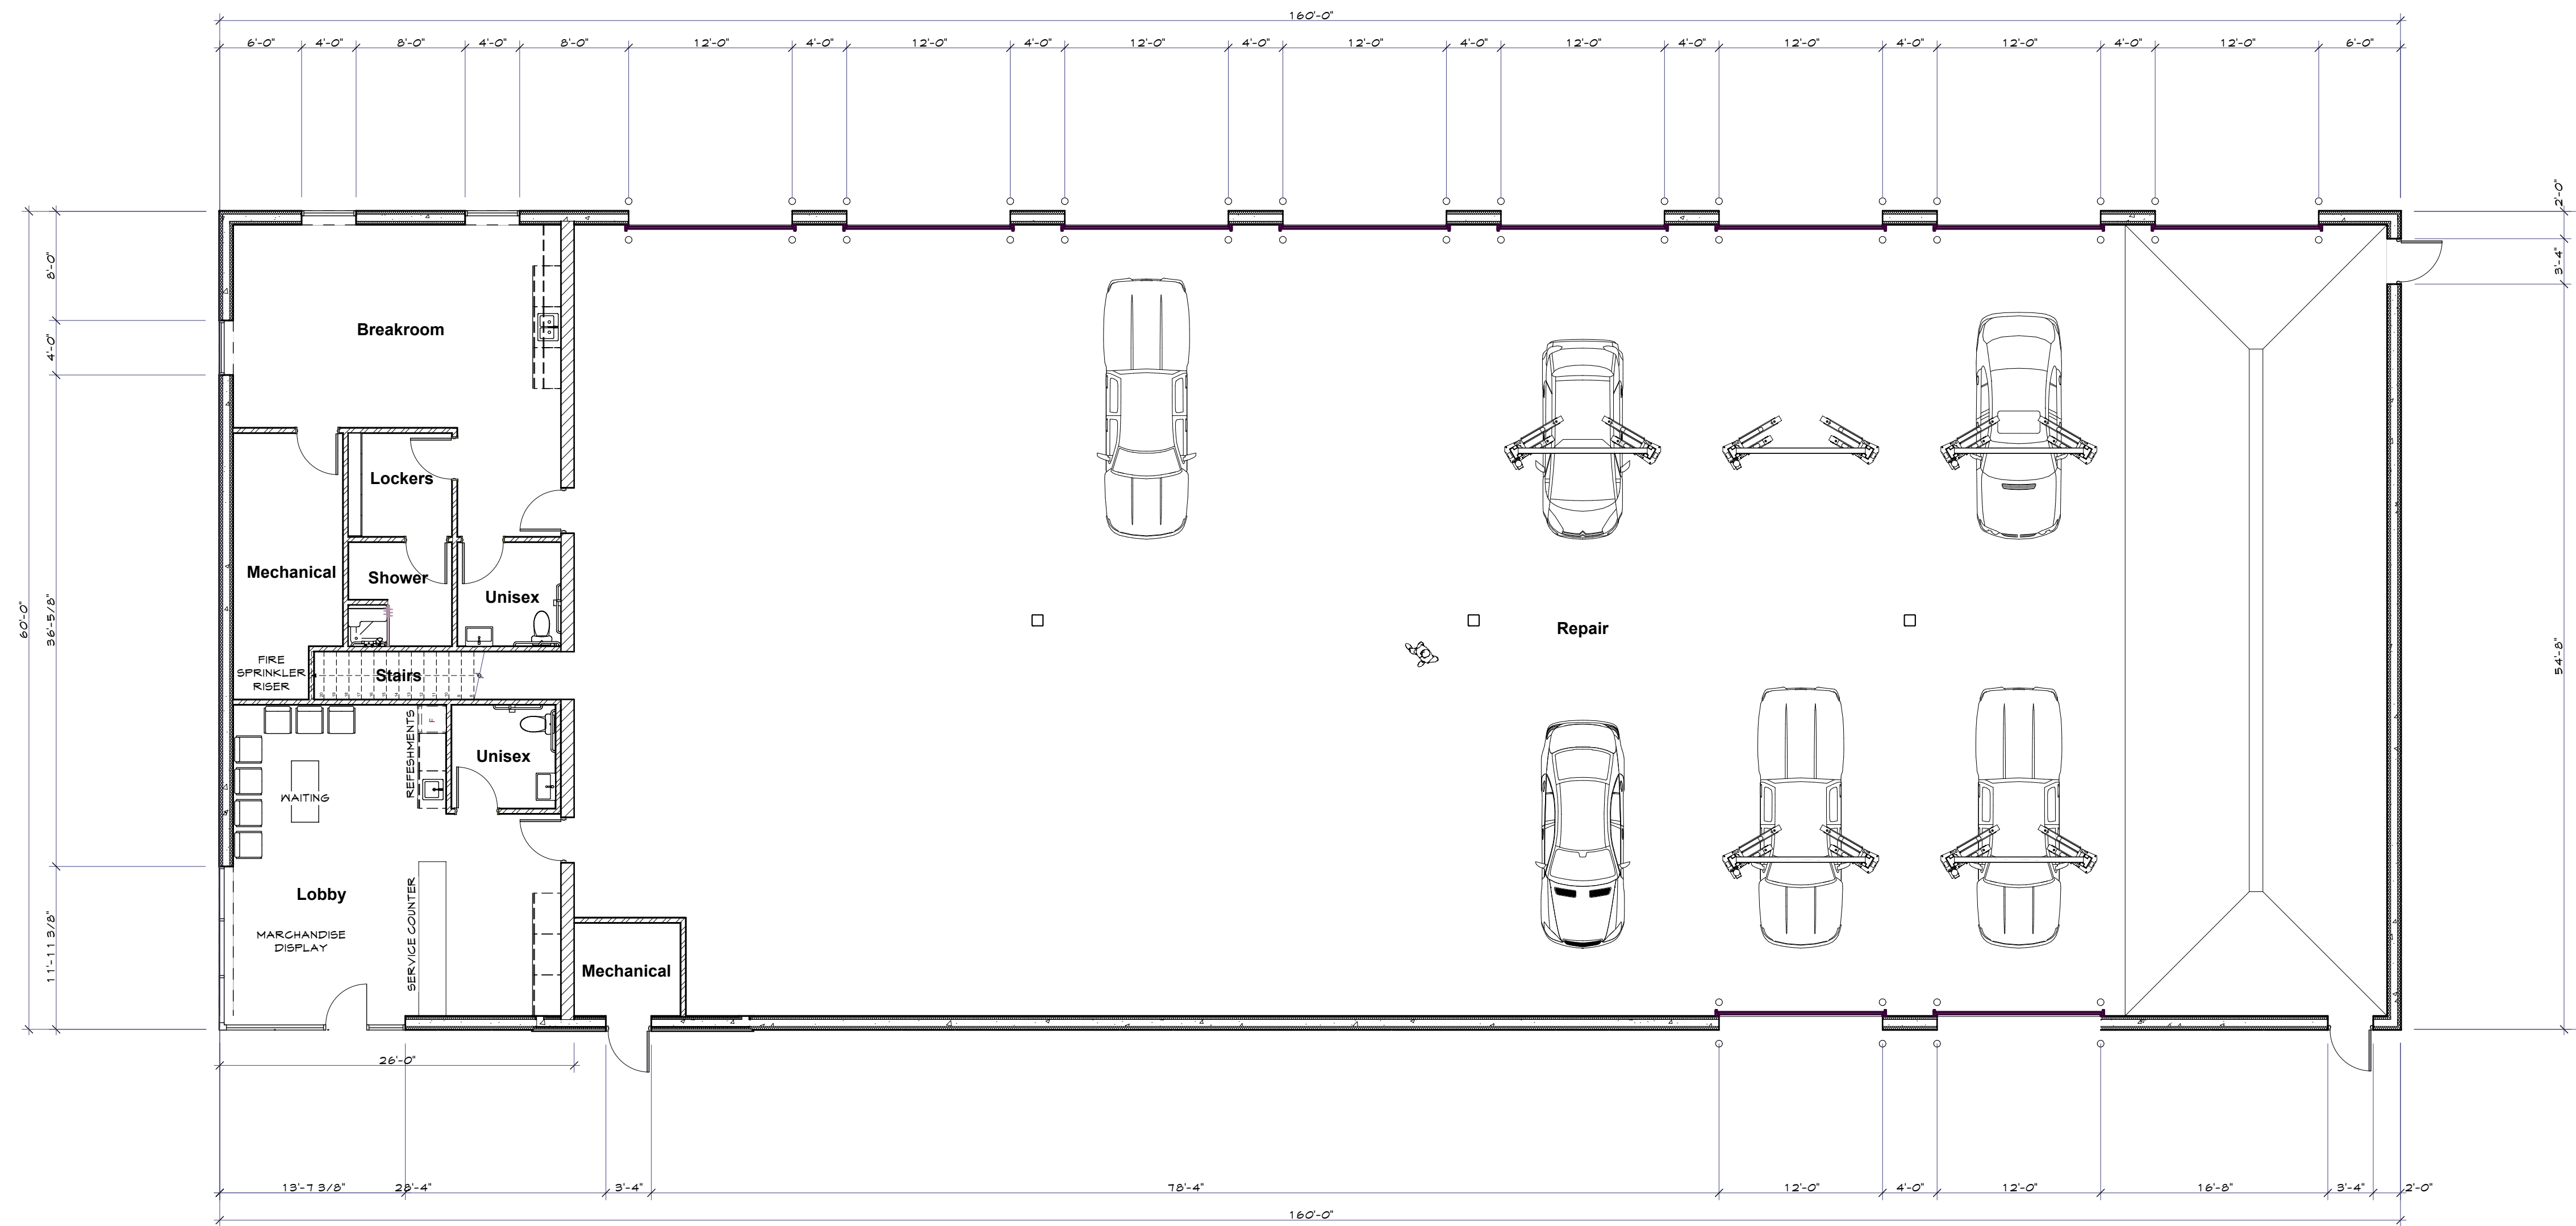 160'-0"
6'-0" 4'-0" 8'-0" 4'-0" 8'-0" 12'-0" 4'-0" 12'-0" 4'-0" 12'-0" 4'-0" 12'-0" 4'-0" 12'-0" 4'-0" 12'-0" 4'-0" 12'-0" 4'-0" 12'-0" 6'-0"
2'-0"
3'-4"
54'-8"
60'-0"
8'-0"
4'-0"
36'-5 5/8"
11'-11 3/8"
Breakroom
Lockers
Mechanical
Shower
Unisex
FIRE
SPRINKLER
RISER
Stairs
REFESHMENTS
Unisex
WAITING
Lobby
MARCHANDISE
DISPLAY
SERVICE COUNTER
Mechanical
Repair
26'-0"
13'-7 3/8" 28'-4" 3'-4" 78'-4" 12'-0" 4'-0" 12'-0" 16'-8" 3'-4" 2'-0"
160'-0"